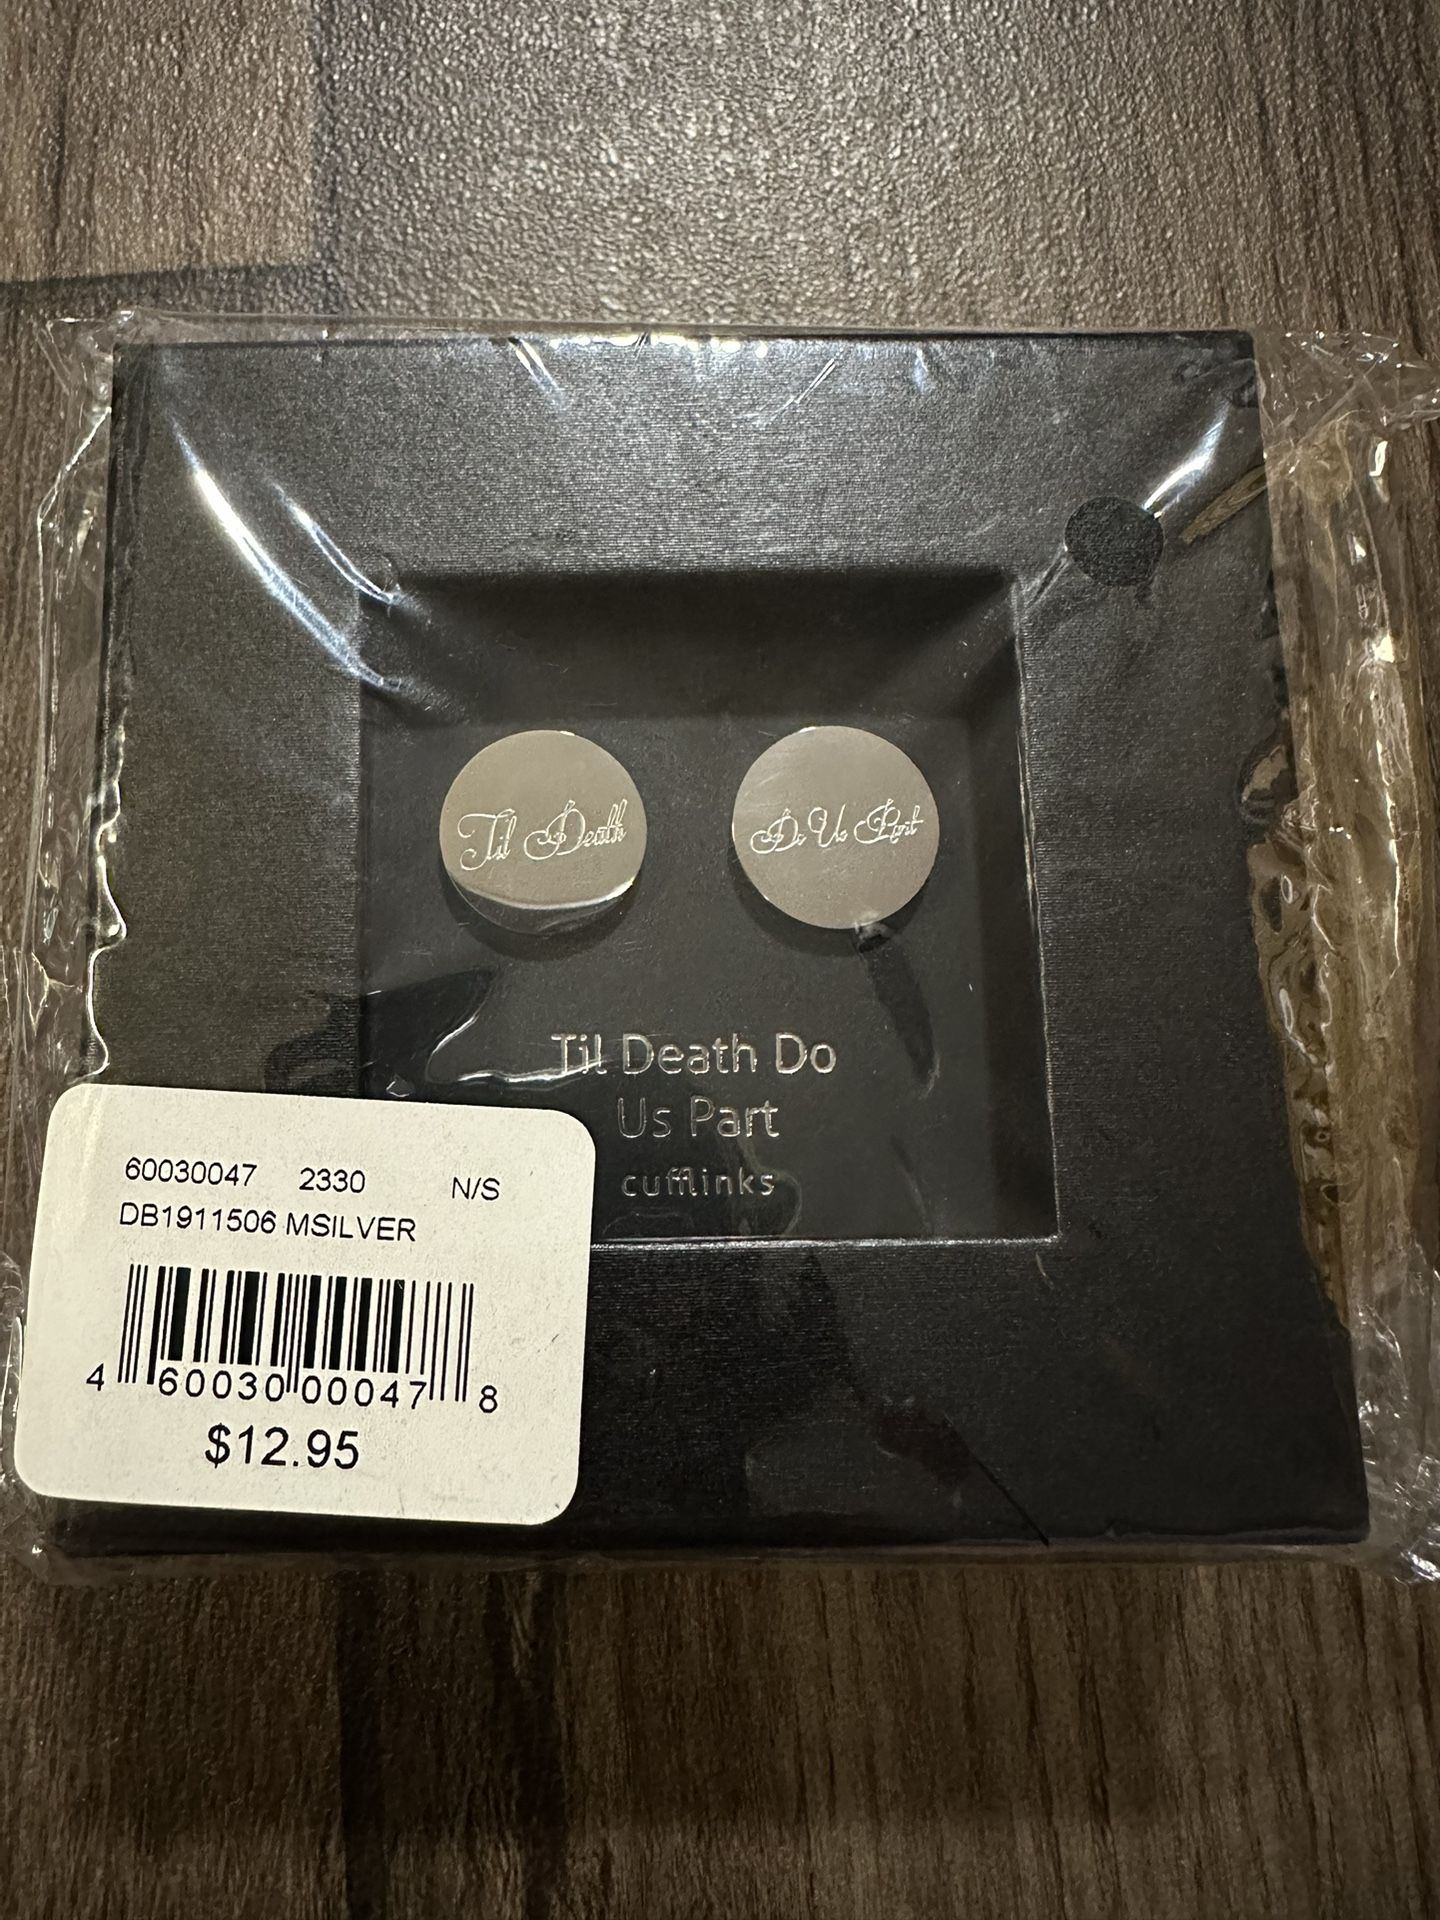 Til Death
Do Us Part
Til Death Do
Us Part
cufflinks
60030047 2330 N/S
DB1911506 MSILVER
4 60030 00047 8
$12.95